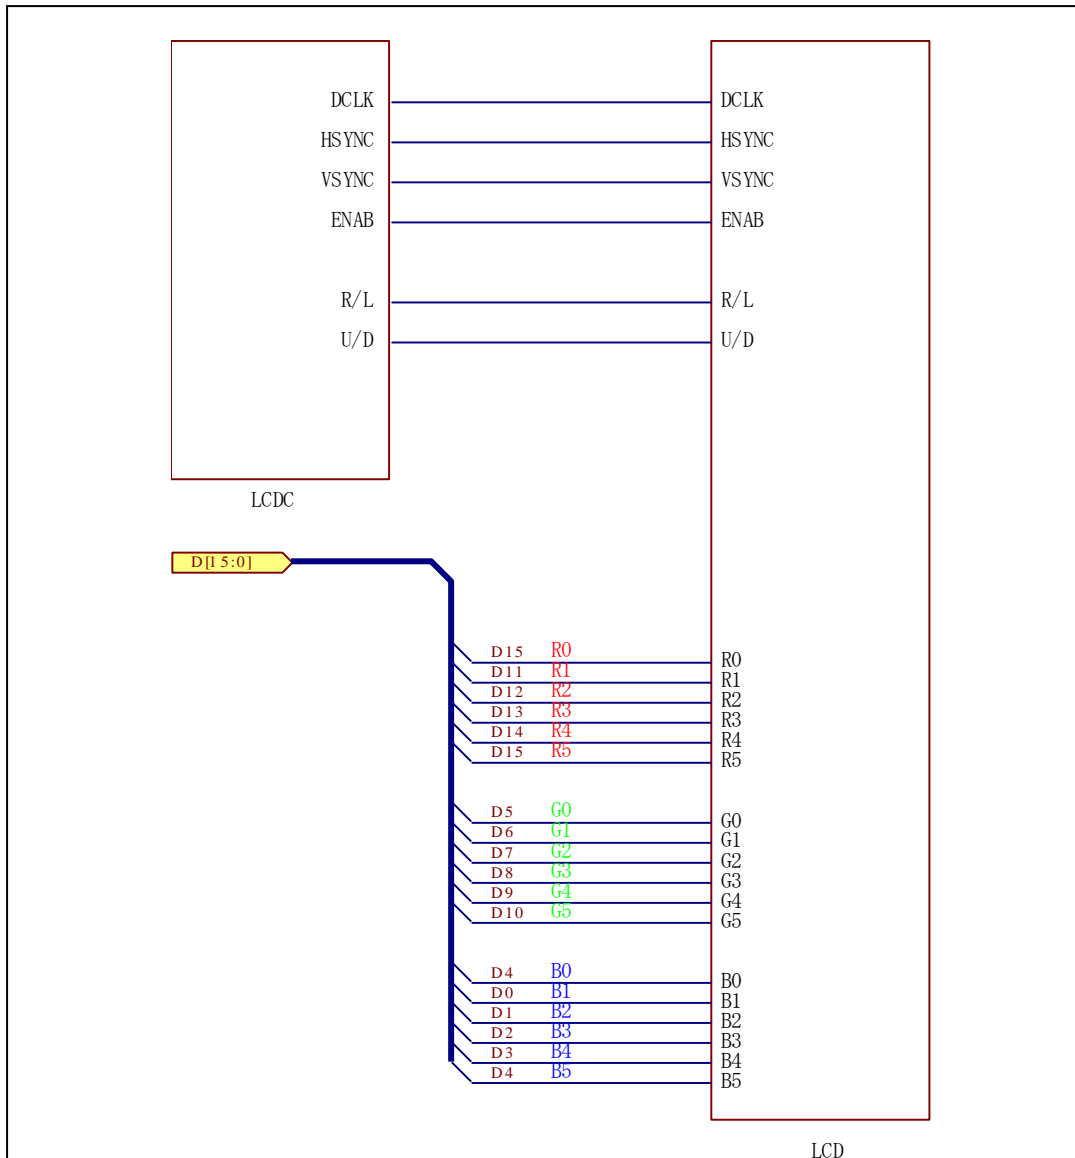 DCLK DCLK
HSYNC HSYNC
VSYNC VSYNC
ENAB ENAB
R/L R/L
U/D U/D
LCDC
D[15:0]
D15 R0 R0
D11 R1 R1
D12 R2 R2
D13 R3 R3
D14 R4 R4
D15 R5 R5
D5 G0 G0
D6 G1 G1
D7 G2 G2
D8 G3 G3
D9 G4 G4
D10 G5 G5
D4 B0 B0
D0 B1 B1
D1 B2 B2
D2 B3 B3
D3 B4 B4
D4 B5 B5
LCD